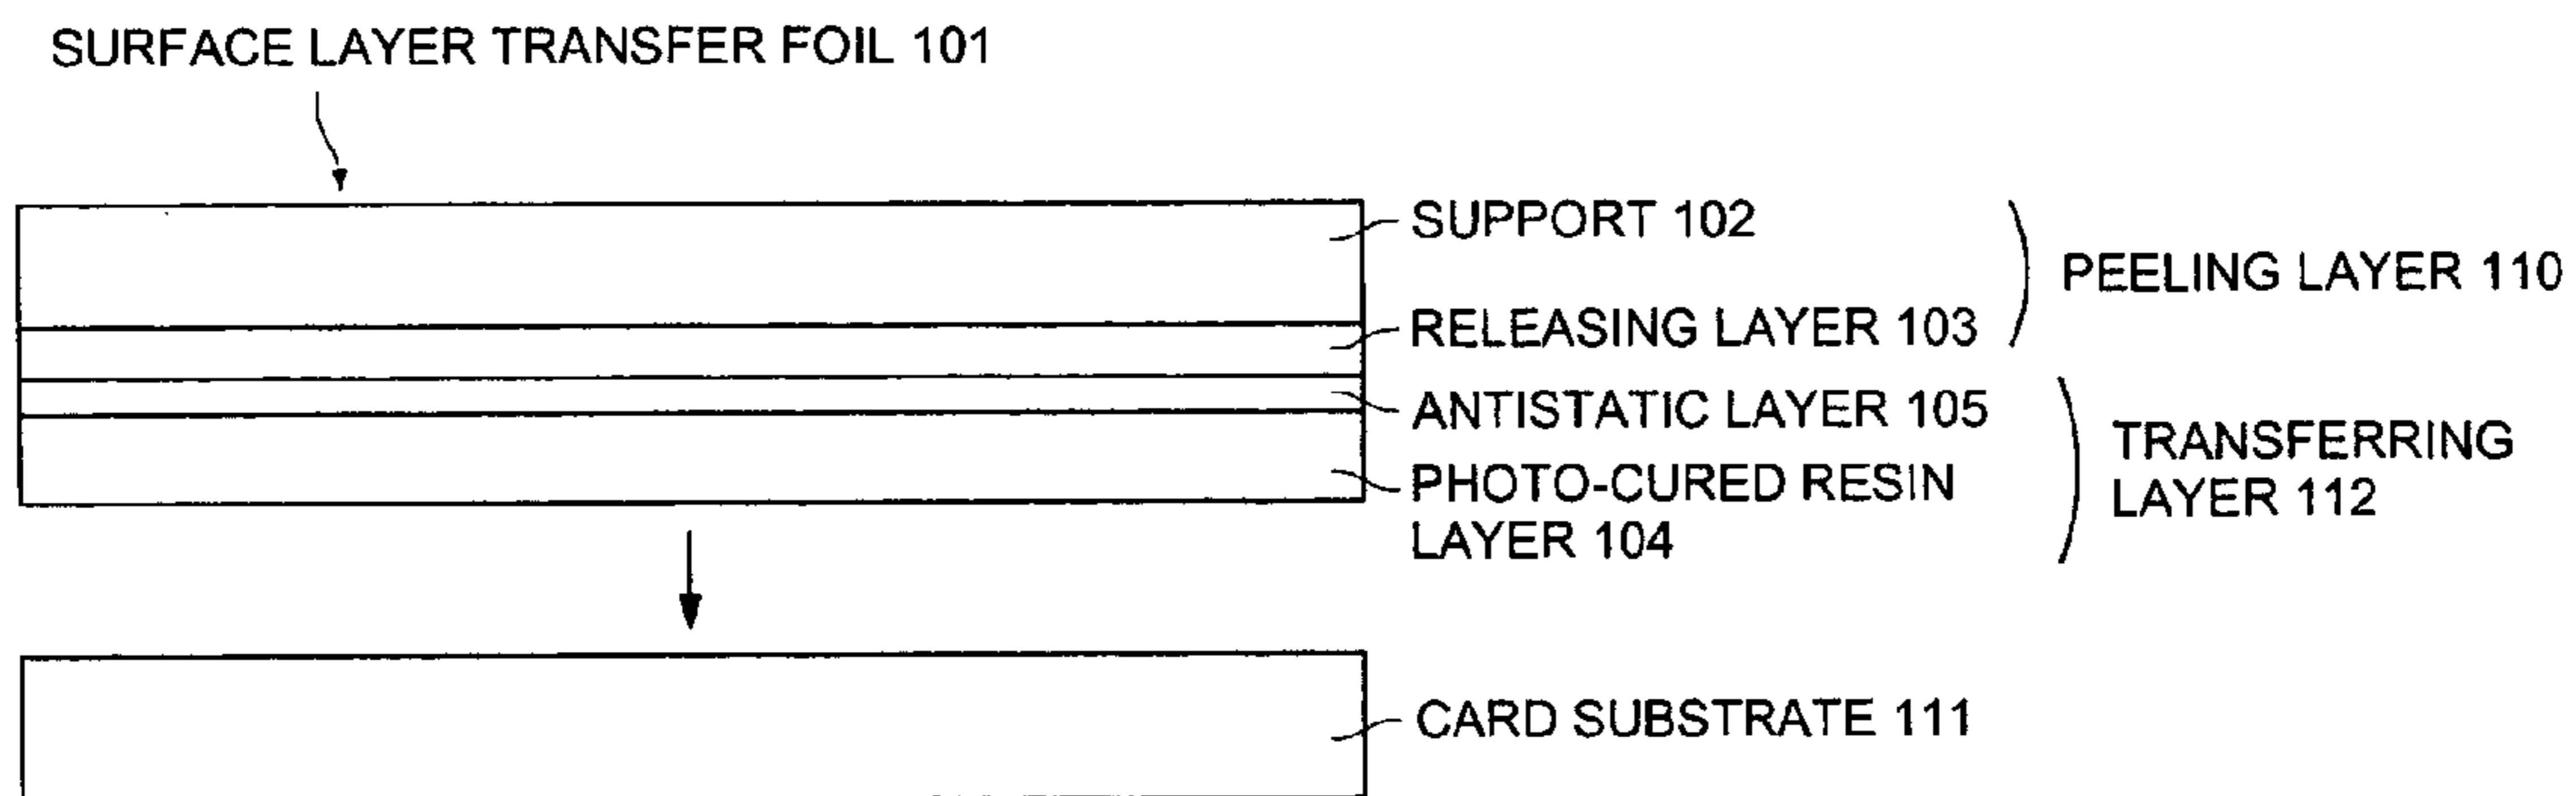 SURFACE LAYER TRANSFER FOIL 101
SUPPORT 102
PEELING LAYER 110
RELEASING LAYER 103
ANTISTATIC LAYER 105
TRANSFERRING
LAYER 112
PHOTO-CURED RESIN
LAYER 104
CARD SUBSTRATE 111